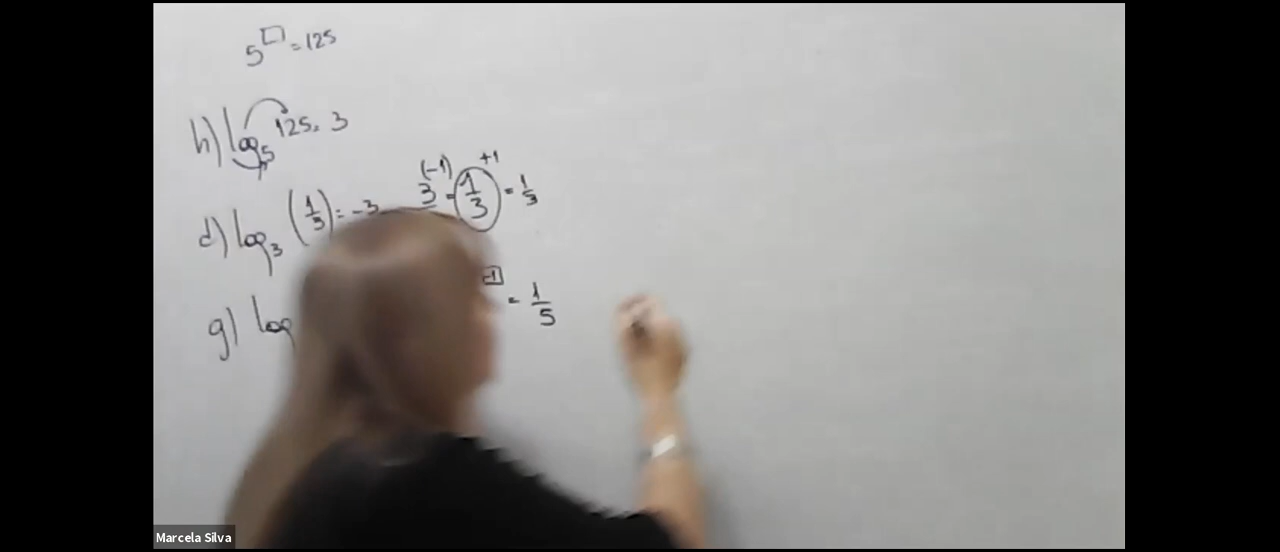 5^□ = 125
h) log₅ 125 = 3
d) log₃ (1/3) = -3 3^(-1) = (1/3)^+1 = 1/3
g) log -1 = 1/5
Marcela Silva